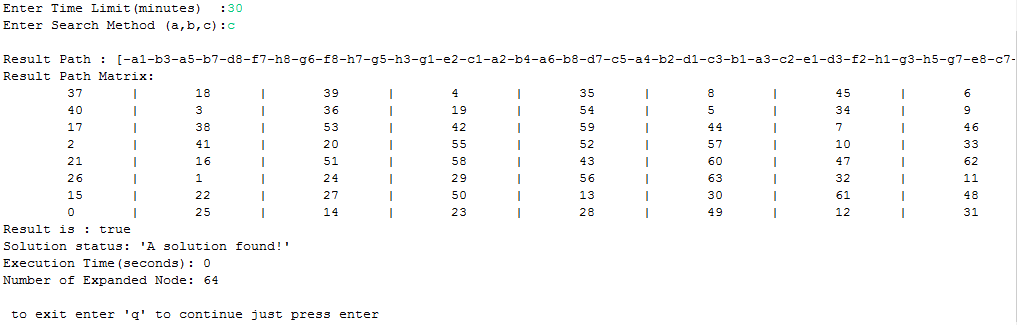 Enter Time Limit(minutes)  :30
Enter Search Method (a,b,c):c
Result Path : [-a1-b3-a5-b7-d8-f7-h8-g6-f8-h7-g5-h3-g1-e2-c1-a2-b4-a6-b8-d7-c5-a4-b2-d1-c3-b1-a3-c2-e1-d3-f2-h1-g3-h5-g7-e8-c7-
Result Path Matrix:
37 | 18 | 39 | 4 | 35 | 8 | 45 | 6
40 | 3 | 36 | 19 | 54 | 5 | 34 | 9
17 | 38 | 53 | 42 | 59 | 44 | 7 | 46
2 | 41 | 20 | 55 | 52 | 57 | 10 | 33
21 | 16 | 51 | 58 | 43 | 60 | 47 | 62
26 | 1 | 24 | 29 | 56 | 63 | 32 | 11
15 | 22 | 27 | 50 | 13 | 30 | 61 | 48
0 | 25 | 14 | 23 | 28 | 49 | 12 | 31
Result is : true
Solution status: 'A solution found!'
Execution Time(seconds): 0
Number of Expanded Node: 64
to exit enter 'q' to continue just press enter